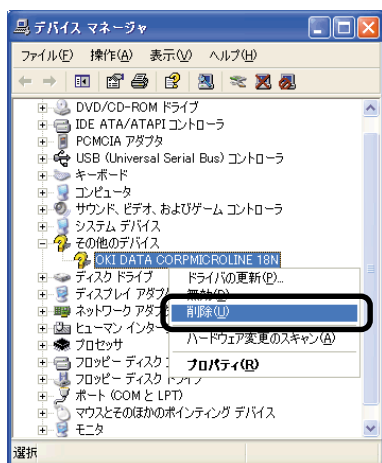 デバイス マネージャ
ファイル(F) 操作(A) 表示(V) ヘルプ(H)
DVD/CD-ROM ドライブ
IDE ATA/ATAPI コントローラ
PCMCIA アダプタ
USB (Universal Serial Bus) コントローラ
キーボード
コンピュータ
サウンド、ビデオ、およびゲーム コントローラ
システム デバイス
その他のデバイス
OKI DATA CORPMICROLINE 18N
ディスク ドライブ
ドライバの更新(P)...
ディスプレイ アダプ
無効(D)
ネットワーク アダプ
削除(U)
ヒューマン インター
ハードウェア変更のスキャン(A)
プロセッサ
フロッピー ディスク
プロパティ(R)
フロッピー ディスク ドライブ
ポート (COM と LPT)
マウスとそのほかのポインティング デバイス
モニタ
選択